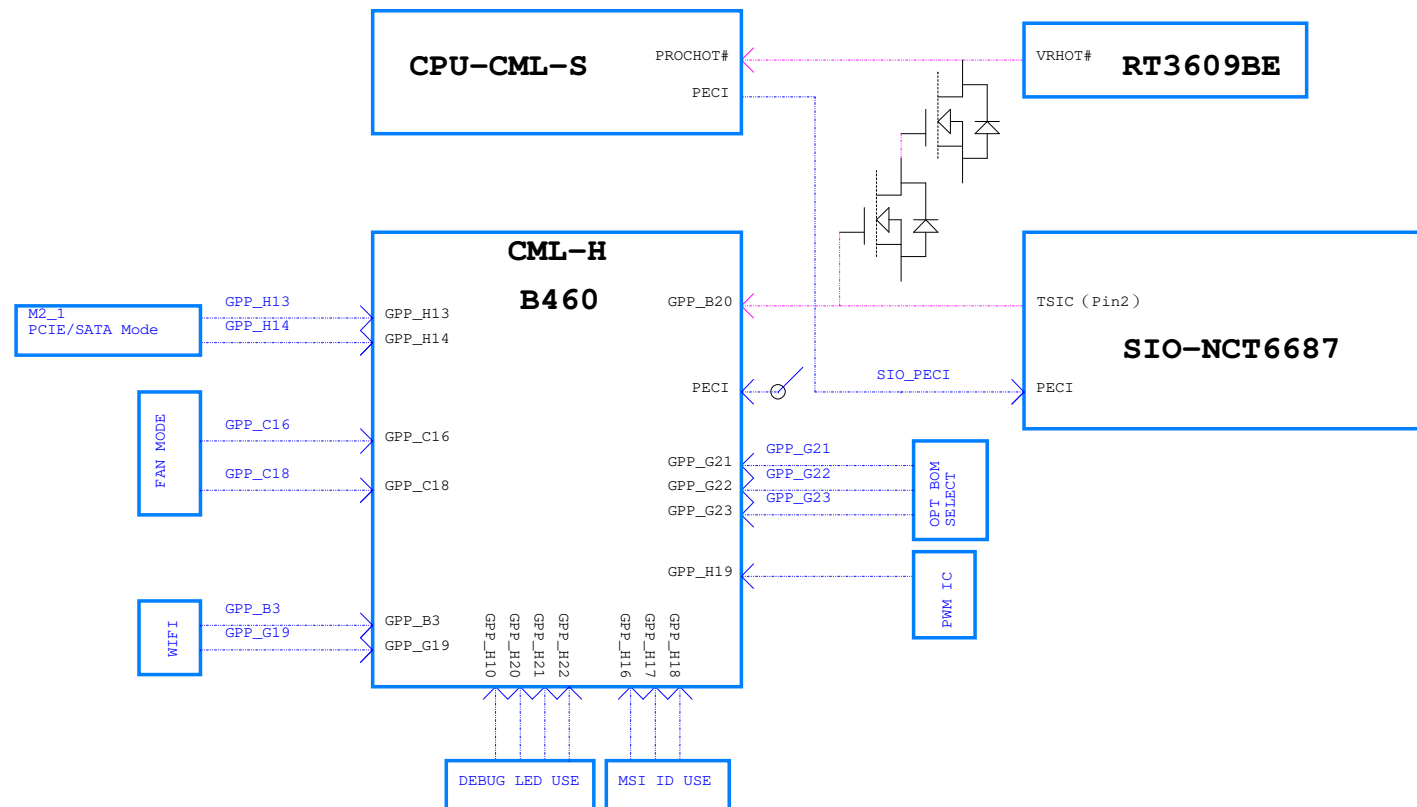 CPU-CML-S
PROCHOT#
PECI
VRHOT#
RT3609BE
CML-H
B460
GPP_H13
GPP_H14
M2_1
PCIE/SATA Mode
GPP_H13
GPP_H14
GPP_B20
TSIC (Pin2)
SIO-NCT6687
PECI
SIO_PECI
PECI
FAN MODE
GPP_C16
GPP_C18
GPP_C16
GPP_C18
GPP_G21
GPP_G22
GPP_G23
GPP_G21
GPP_G22
GPP_G23
OPT BOM
SELECT
GPP_H19
PWM IC
WIFI
GPP_B3
GPP_G19
GPP_B3
GPP_G19
GPP_H10
GPP_H20
GPP_H21
GPP_H22
GPP_H16
GPP_H17
GPP_H18
DEBUG LED USE
MSI ID USE